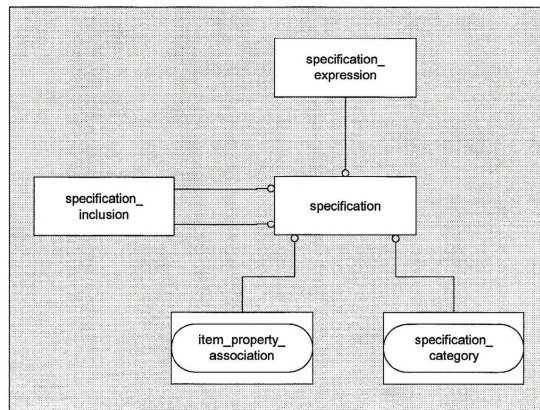 specification_
expression
specification_
inclusion
specification
item_property_
association
specification_
category